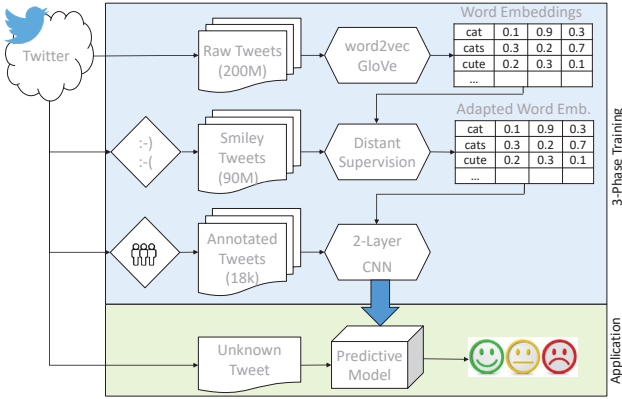 Twitter
Raw Tweets
(200M)
word2vec
GloVe
Word Embeddings
cat 0.1 0.9 0.3
cats 0.3 0.2 0.7
cute 0.2 0.3 0.1
...
:-)
:-(
Smiley
Tweets
(90M)
Distant
Supervision
Adapted Word Emb.
cat 0.1 0.9 0.3
cats 0.3 0.2 0.7
cute 0.2 0.3 0.1
...
Annotated
Tweets
(18k)
2-Layer
CNN
3-Phase Training
Unknown
Tweet
Predictive
Model
Application